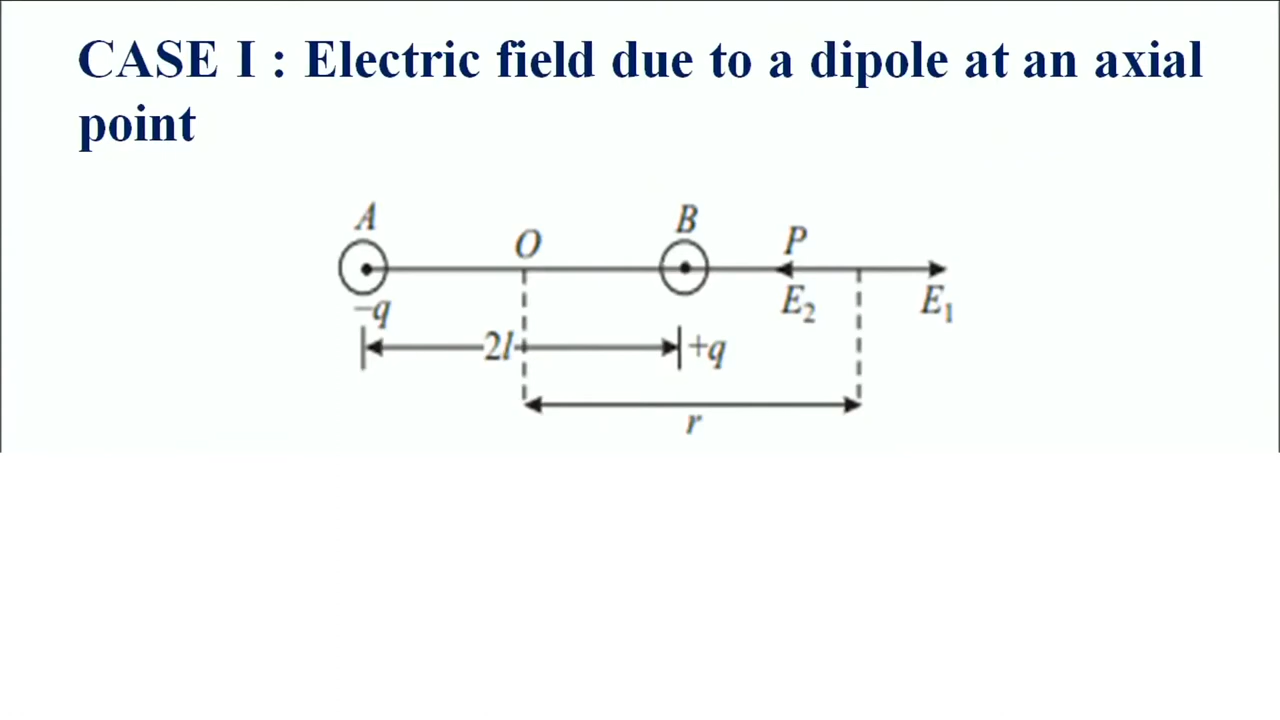 CASE I : Electric field due to a dipole at an axial
point
A
O
B
P
−q
E₂
E₁
2l
+q
r